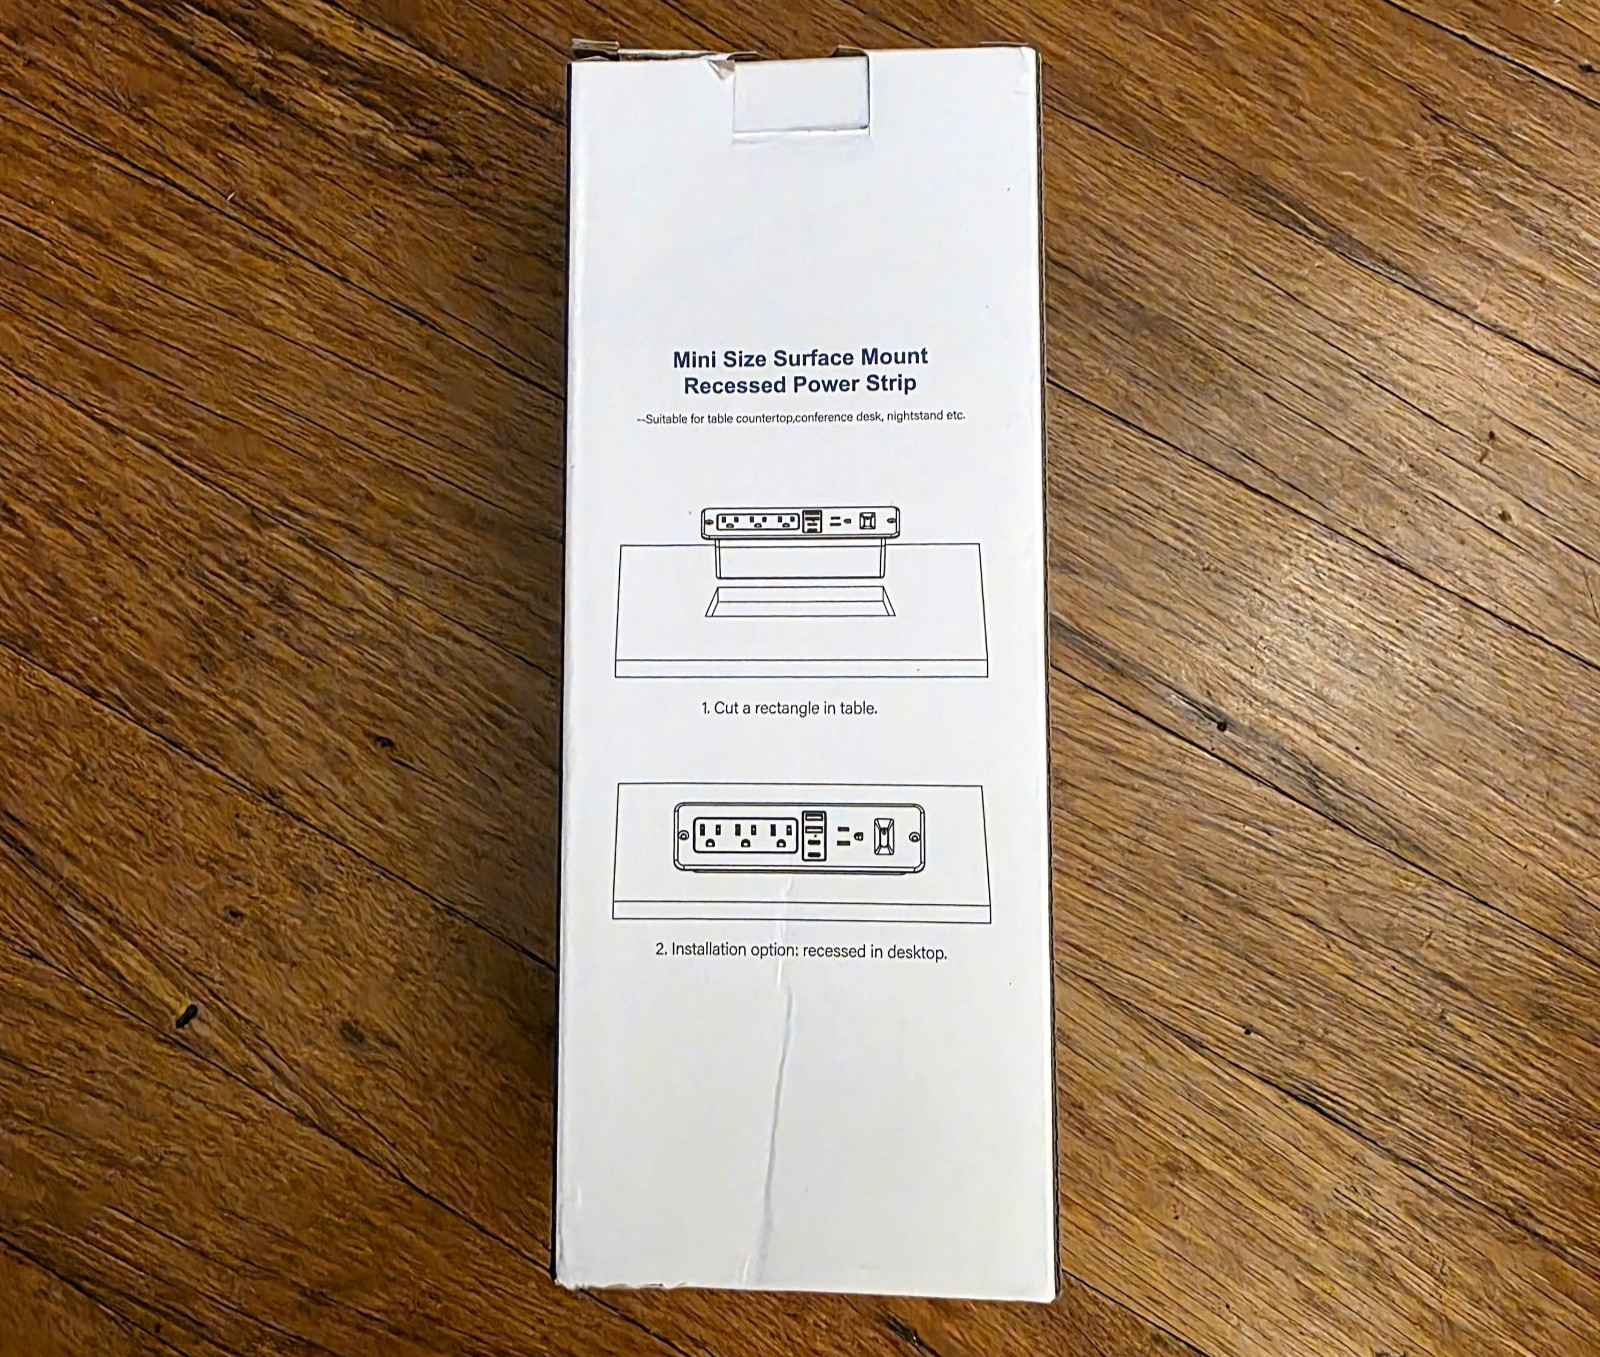 Mini Size Surface Mount
Recessed Power Strip
--Suitable for table countertop,conference desk, nightstand etc.
1. Cut a rectangle in table.
2. Installation option: recessed in desktop.